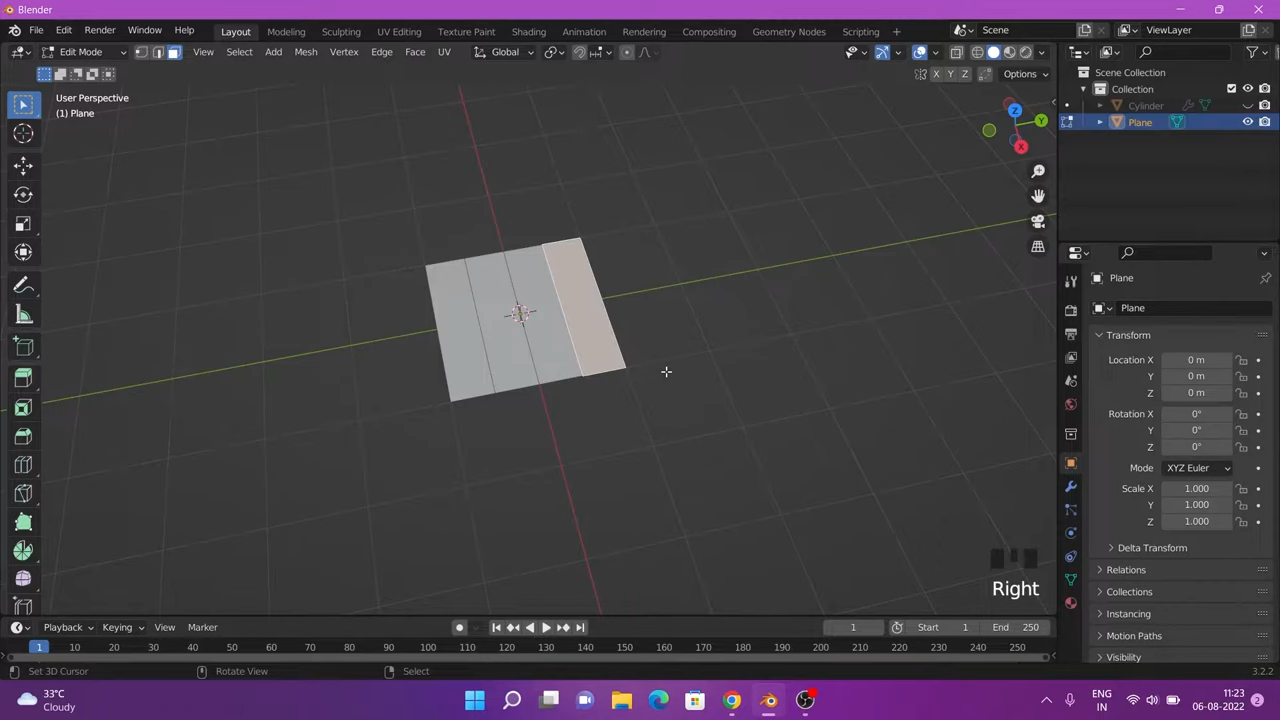 Blender
File Edit Render Window Help Layout Modeling Sculpting UV Editing Texture Paint Shading Animation Rendering Compositing Geometry Nodes Scripting Scene ViewLayer
Edit Mode View Select Add Mesh Vertex Edge Face UV Global
X Y Z Options
User Perspective
(1) Plane
Z
Y
X
Right
Scene Collection
Collection
Cylinder
Plane
Plane
Plane
Transform
Location X 0 m
Y 0 m
Z 0 m
Rotation X 0°
Y 0°
Z 0°
Mode XYZ Euler
Scale X 1.000
Y 1.000
Z 1.000
Delta Transform
Relations
Collections
Instancing
Motion Paths
Visibility
Playback Keying View Marker 1 Start 1 End 250
1 10 20 30 40 50 60 70 80 90 100 110 120 130 140 150 160 170 180 190 200 210 220 230 240 250
Set 3D Cursor Rotate View Select 3.2.2
33°C
Cloudy
ENG
IN
11:23
06-08-2022
2